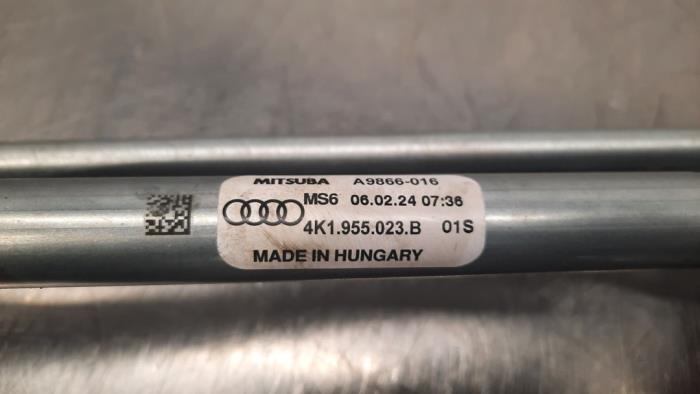 MITSUBA A9866-016
MS6 06.02.24 07:36
4K1.955.023.B 01S
MADE IN HUNGARY